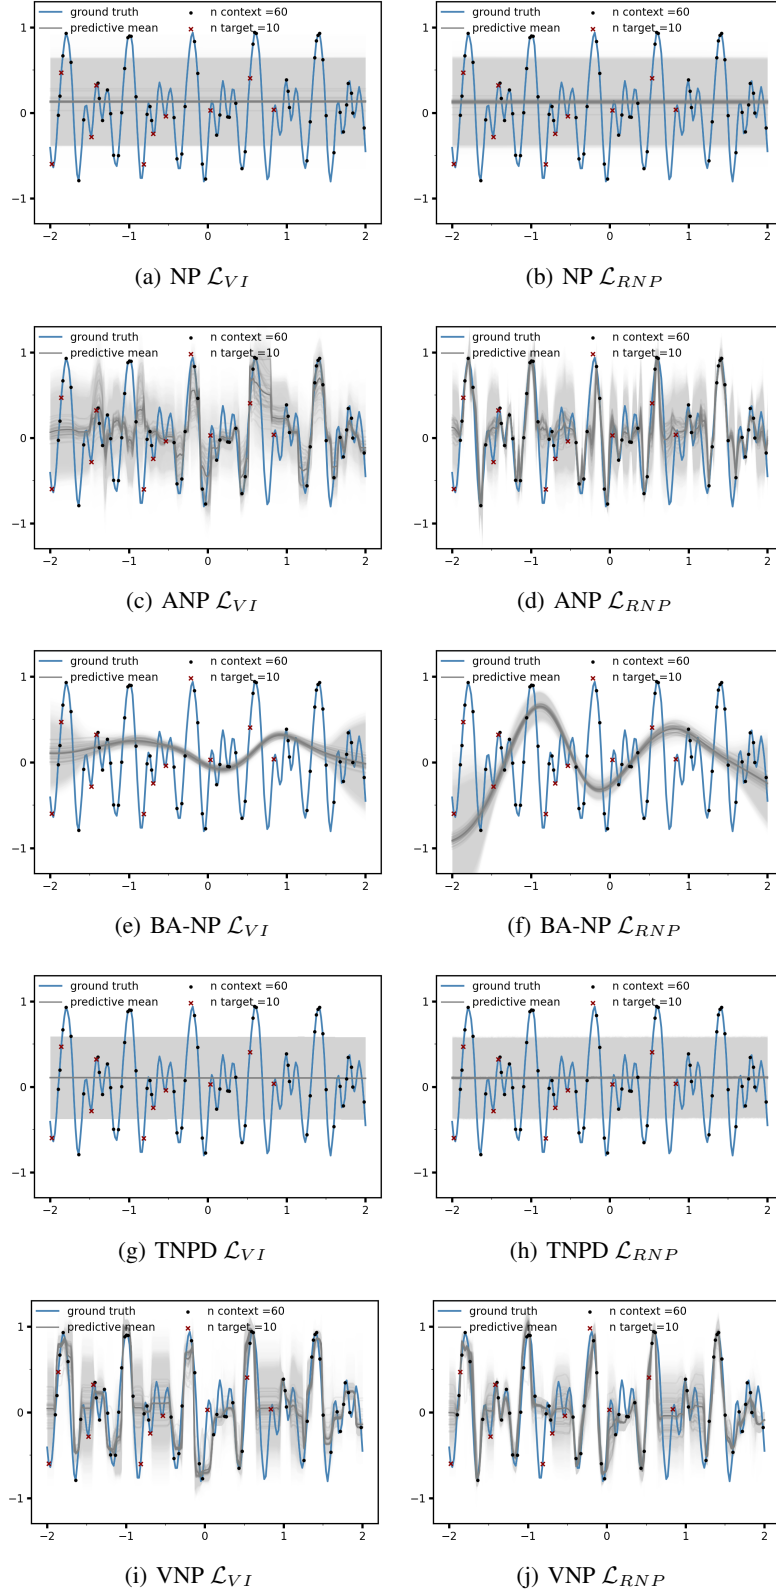 ground truth n context =60 ground truth n context =60
predictive mean n target =10 predictive mean n target =10
1 1
0 0
−1 −1
−2 −1 0 1 2 −2 −1 0 1 2
(a) NP ℒ_VI (b) NP ℒ_RNP
ground truth n context =60 ground truth n context =60
predictive mean n target =10 predictive mean n target =10
1 1
0 0
−1 −1
−2 −1 0 1 2 −2 −1 0 1 2
(c) ANP ℒ_VI (d) ANP ℒ_RNP
ground truth n context =60 ground truth n context =60
predictive mean n target =10 predictive mean n target =10
1 1
0 0
−1 −1
−2 −1 0 1 2 −2 −1 0 1 2
(e) BA-NP ℒ_VI (f) BA-NP ℒ_RNP
ground truth n context =60 ground truth n context =60
predictive mean n target =10 predictive mean n target =10
1 1
0 0
−1 −1
−2 −1 0 1 2 −2 −1 0 1 2
(g) TNPD ℒ_VI (h) TNPD ℒ_RNP
ground truth n context =60 ground truth n context =60
predictive mean n target =10 predictive mean n target =10
1 1
0 0
−1 −1
−2 −1 0 1 2 −2 −1 0 1 2
(i) VNP ℒ_VI (j) VNP ℒ_RNP